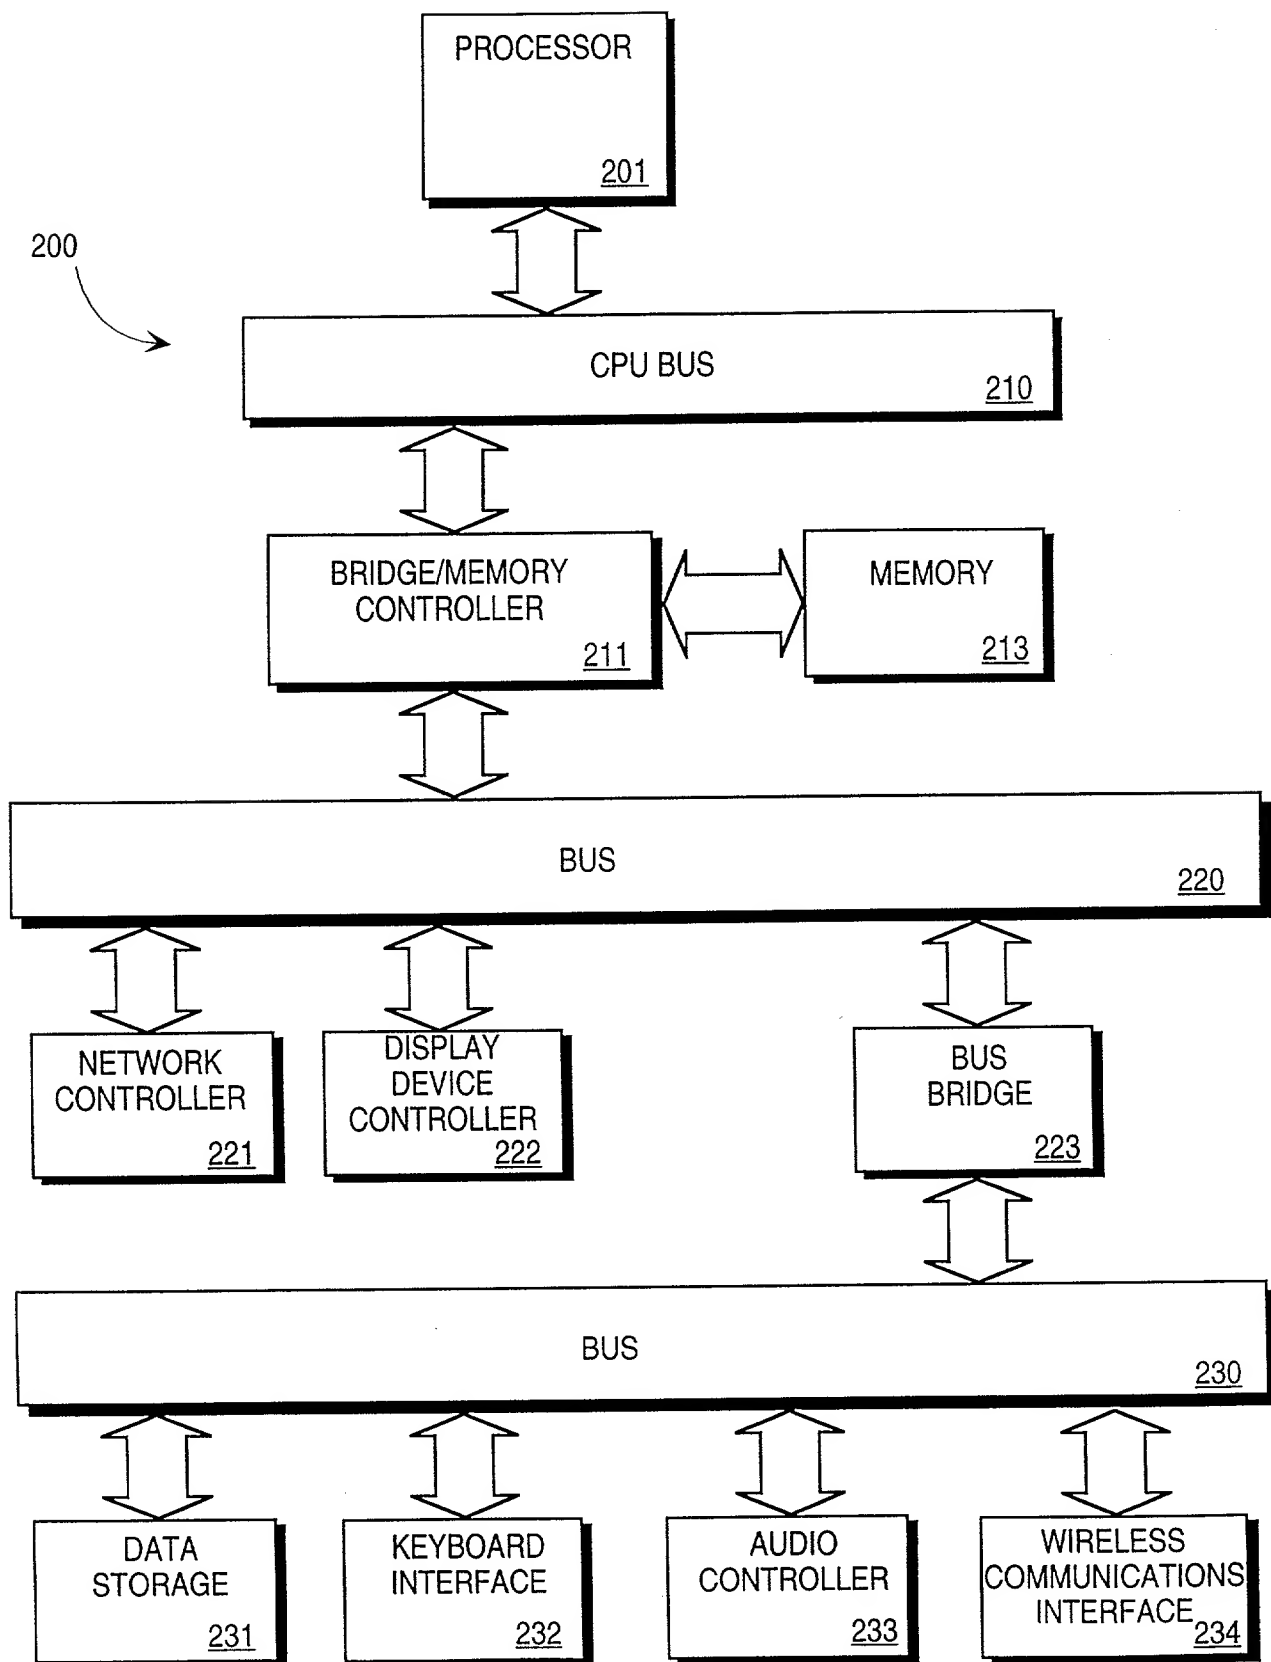 PROCESSOR
201
200
CPU BUS
210
BRIDGE/MEMORY
CONTROLLER
211
MEMORY
213
BUS
220
NETWORK
CONTROLLER
221
DISPLAY
DEVICE
CONTROLLER
222
BUS
BRIDGE
223
BUS
230
DATA
STORAGE
231
KEYBOARD
INTERFACE
232
AUDIO
CONTROLLER
233
WIRELESS
COMMUNICATIONS
INTERFACE
234